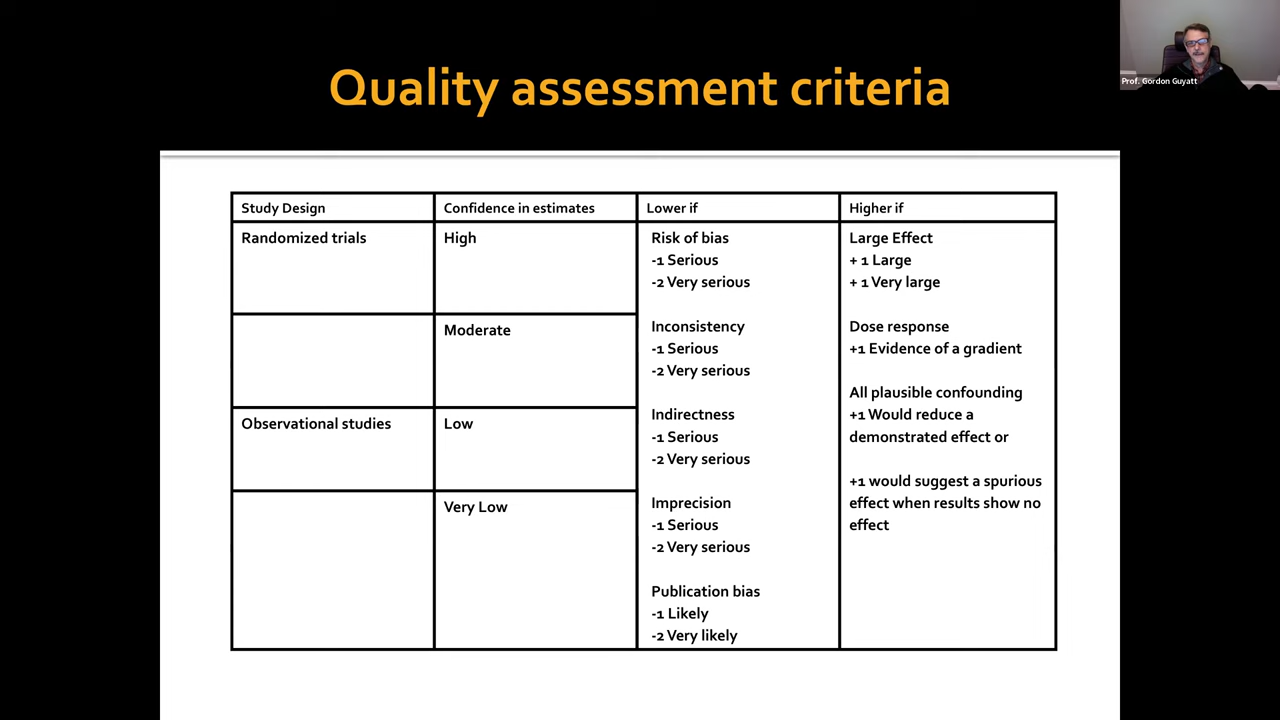 Quality assessment criteria
Prof. Gordon Guyatt
Study Design
Confidence in estimates
Lower if
Higher if
Randomized trials
High
Moderate
Observational studies
Low
Very Low
Risk of bias
-1 Serious
-2 Very serious
Inconsistency
-1 Serious
-2 Very serious
Indirectness
-1 Serious
-2 Very serious
Imprecision
-1 Serious
-2 Very serious
Publication bias
-1 Likely
-2 Very likely
Large Effect
+ 1 Large
+ 1 Very large
Dose response
+1 Evidence of a gradient
All plausible confounding
+1 Would reduce a
demonstrated effect or
+1 would suggest a spurious
effect when results show no
effect